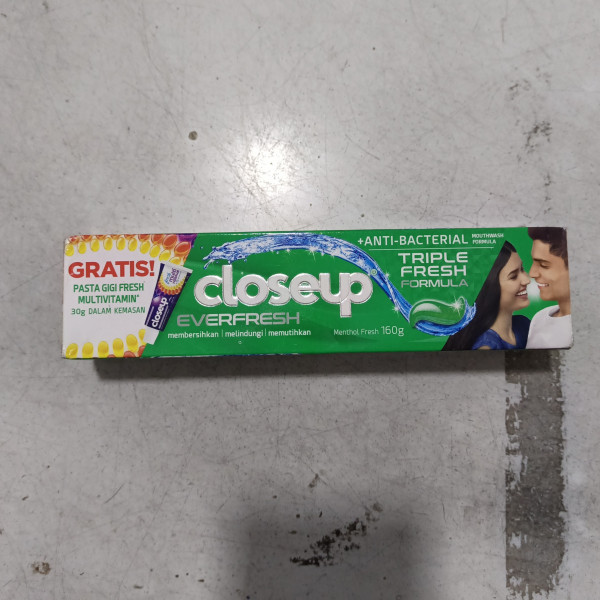 GRATIS!
PASTA GIGI FRESH
MULTIVITAMIN*
30g DALAM KEMASAN
closeup
closeup
EVERFRESH
membersihkan | melindungi | memutihkan
Menthol Fresh 160g
+ANTI-BACTERIAL MOUTHWASH FORMULA
TRIPLE
FRESH
FORMULA